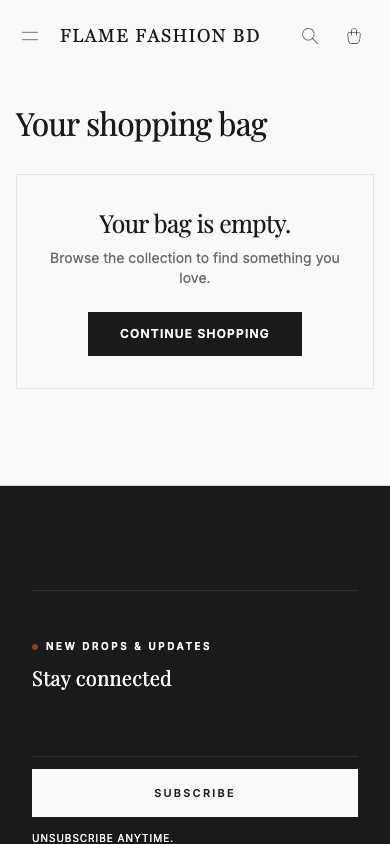 FLAME FASHION BD
Your shopping bag
Your bag is empty.
Browse the collection to find something you
love.
CONTINUE SHOPPING
NEW DROPS & UPDATES
Stay connected
SUBSCRIBE
UNSUBSCRIBE ANYTIME.